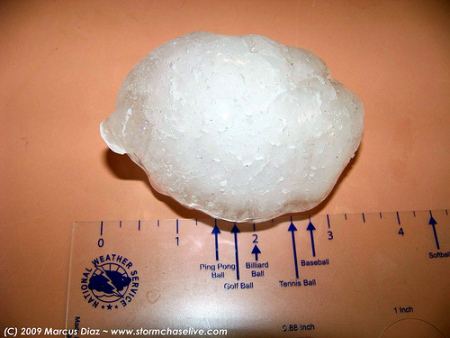 0 1 2 3 4
Ping Pong Ball
Golf Ball
Billiard Ball
Tennis Ball
Baseball
Softball
NATIONAL WEATHER SERVICE
1 Inch
(C) 2009 Marcus Diaz ~ www.stormchaselive.com